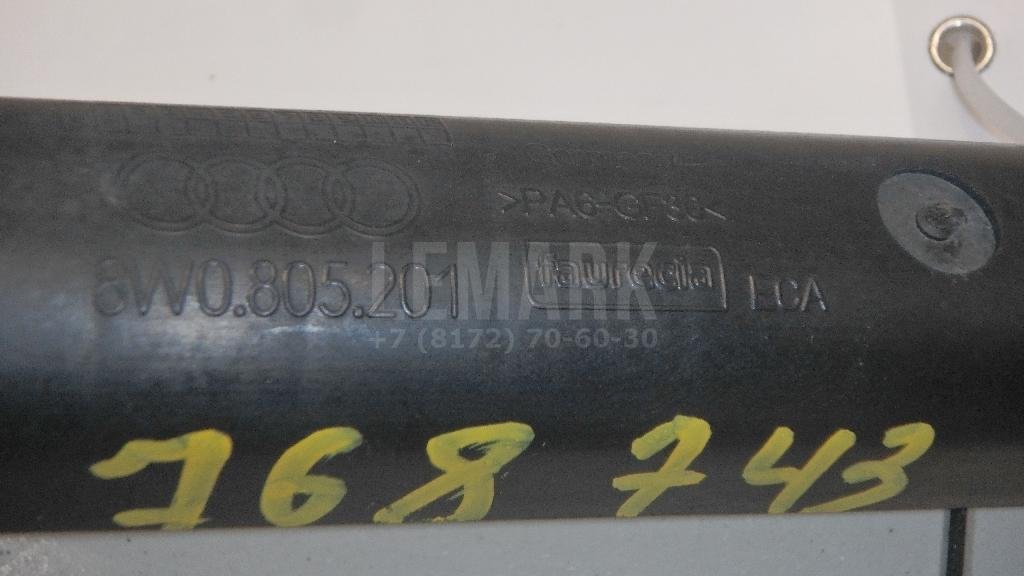 >PA6-GF30<
8W0.805.201 faurecia ECA
LEMARK
+7 (8172) 70-60-30
768 743